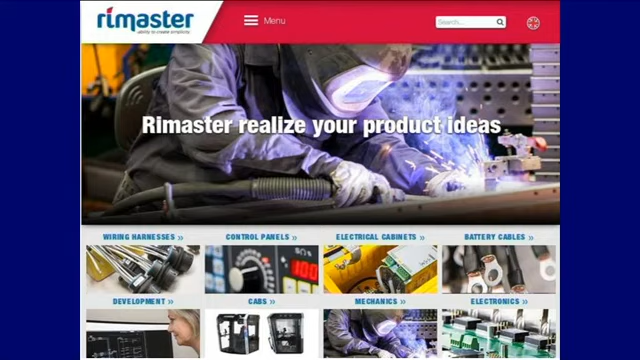 rimaster
ability to create simplicity
Menu
Search...
Rimaster realize your product ideas
WIRING HARNESSES »
CONTROL PANELS »
ELECTRICAL CABINETS »
BATTERY CABLES »
100
DEVELOPMENT »
CABS »
MECHANICS »
ELECTRONICS »